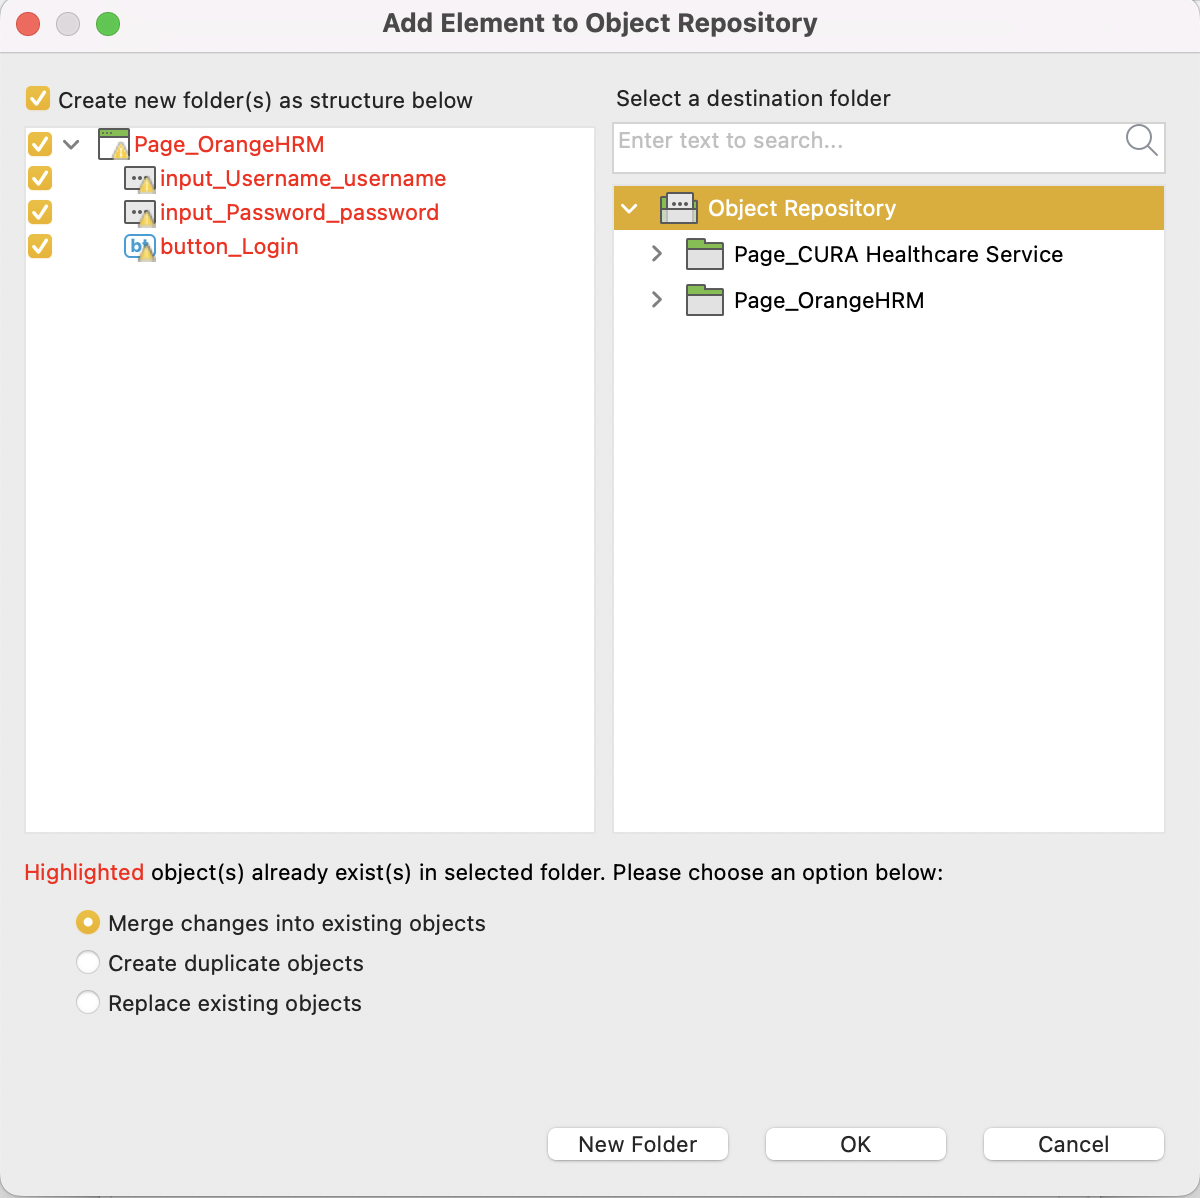 Add Element to Object Repository
Create new folder(s) as structure below
Page_OrangeHRM
input_Username_username
input_Password_password
button_Login
Select a destination folder
Enter text to search...
Object Repository
Page_CURA Healthcare Service
Page_OrangeHRM
Highlighted object(s) already exist(s) in selected folder. Please choose an option below:
Merge changes into existing objects
Create duplicate objects
Replace existing objects
New Folder
OK
Cancel